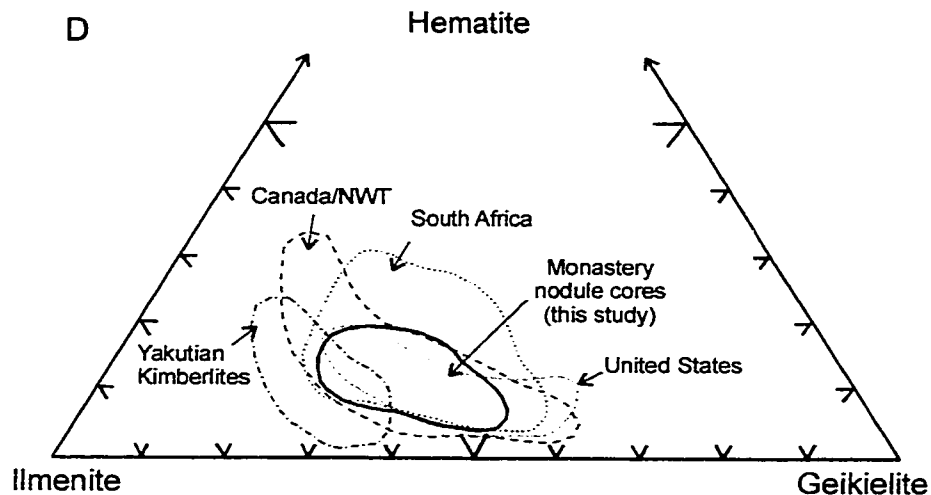 D
Hematite
Canada/NWT
South Africa
Monastery
nodule cores
(this study)
Yakutian
Kimberlites
United States
Ilmenite
Geikielite